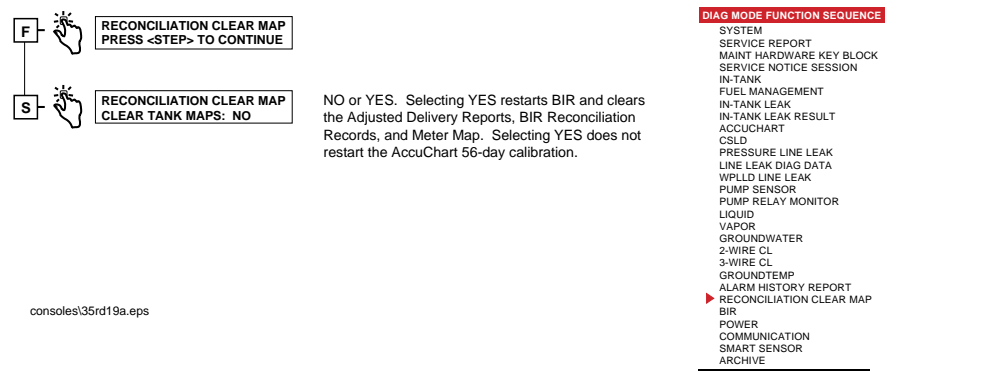 F
RECONCILIATION CLEAR MAP
PRESS <STEP> TO CONTINUE
S
RECONCILIATION CLEAR MAP
CLEAR TANK MAPS:  NO
NO or YES.  Selecting YES restarts BIR and clears
the Adjusted Delivery Reports, BIR Reconciliation
Records, and Meter Map.  Selecting YES does not
restart the AccuChart 56-day calibration.
consoles\35rd19a.eps
DIAG MODE FUNCTION SEQUENCE
SYSTEM
SERVICE REPORT
MAINT HARDWARE KEY BLOCK
SERVICE NOTICE SESSION
IN-TANK
FUEL MANAGEMENT
IN-TANK LEAK
IN-TANK LEAK RESULT
ACCUCHART
CSLD
PRESSURE LINE LEAK
LINE LEAK DIAG DATA
WPLLD LINE LEAK
PUMP SENSOR
PUMP RELAY MONITOR
LIQUID
VAPOR
GROUNDWATER
2-WIRE CL
3-WIRE CL
GROUNDTEMP
ALARM HISTORY REPORT
RECONCILIATION CLEAR MAP
BIR
POWER
COMMUNICATION
SMART SENSOR
ARCHIVE